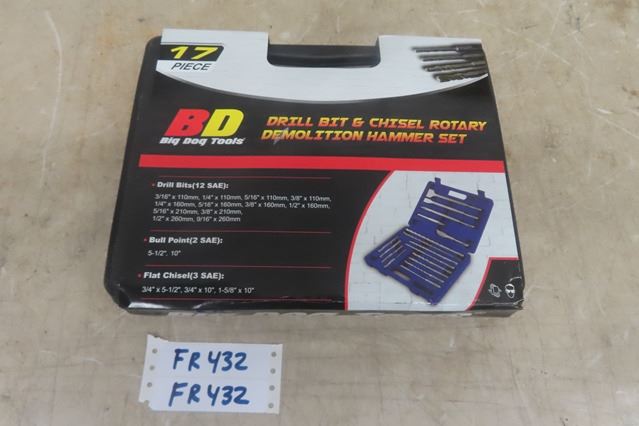 17
PIECE
BD
Big Dog Tools
DRILL BIT & CHISEL ROTARY
DEMOLITION HAMMER SET
• Drill Bits(12 SAE):
3/16" x 110mm, 1/4" x 110mm, 5/16" x 110mm, 3/8" x 110mm,
1/4" x 160mm, 5/16" x 160mm, 3/8" x 160mm, 1/2" x 160mm,
5/16" x 210mm, 3/8" x 210mm,
1/2" x 260mm, 9/16" x 260mm
• Bull Point(2 SAE):
5-1/2". 10"
• Flat Chisel(3 SAE):
3/4" x 5-1/2", 3/4" x 10", 1-5/8" x 10"
FR432
FR432